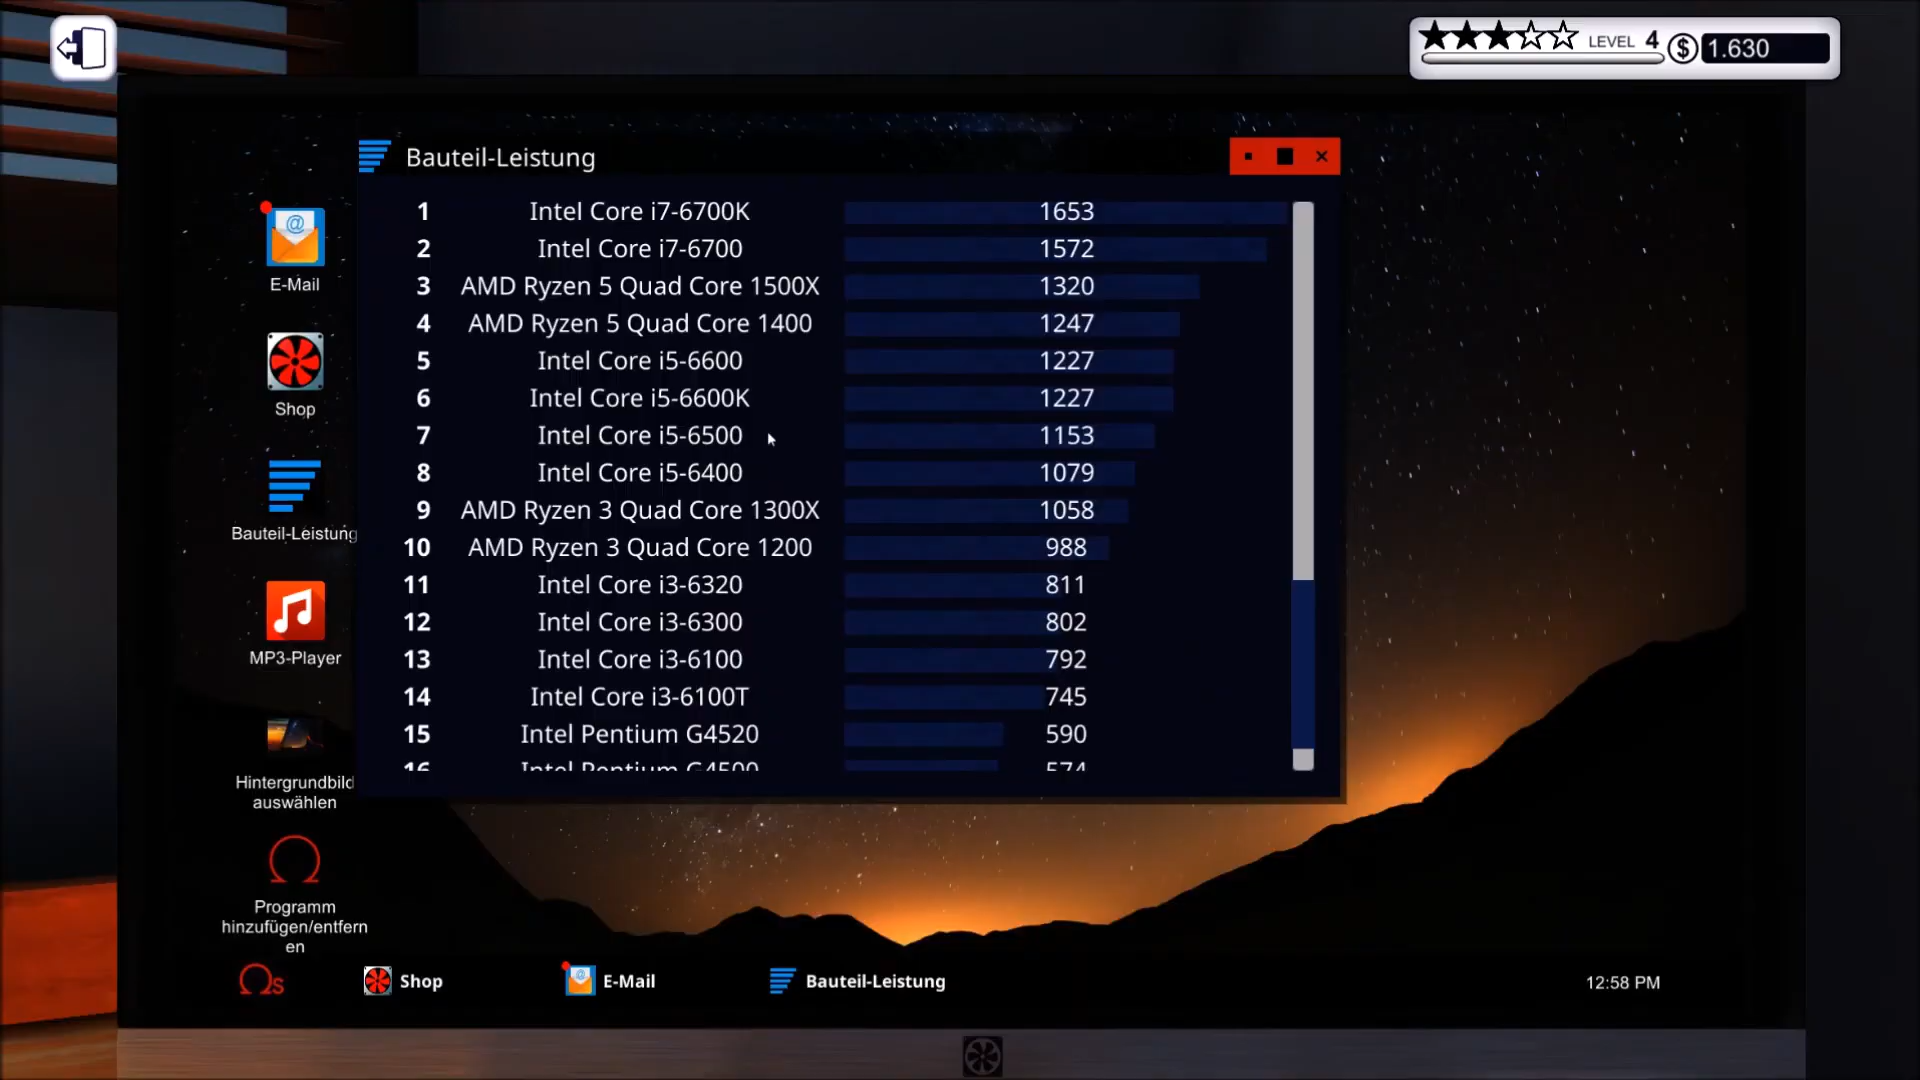 LEVEL 4
1.630
Bauteil-Leistung
1 Intel Core i7-6700K 1653
2 Intel Core i7-6700 1572
3 AMD Ryzen 5 Quad Core 1500X 1320
4 AMD Ryzen 5 Quad Core 1400 1247
5 Intel Core i5-6600 1227
6 Intel Core i5-6600K 1227
7 Intel Core i5-6500 1153
8 Intel Core i5-6400 1079
9 AMD Ryzen 3 Quad Core 1300X 1058
10 AMD Ryzen 3 Quad Core 1200 988
11 Intel Core i3-6320 811
12 Intel Core i3-6300 802
13 Intel Core i3-6100 792
14 Intel Core i3-6100T 745
15 Intel Pentium G4520 590
16 Intel Pentium G4500 574
E-Mail
Shop
Bauteil-Leistung
MP3-Player
Hintergrundbild
auswählen
Programm
hinzufügen/entfern
en
Ωs
Shop
E-Mail
Bauteil-Leistung
12:58 PM